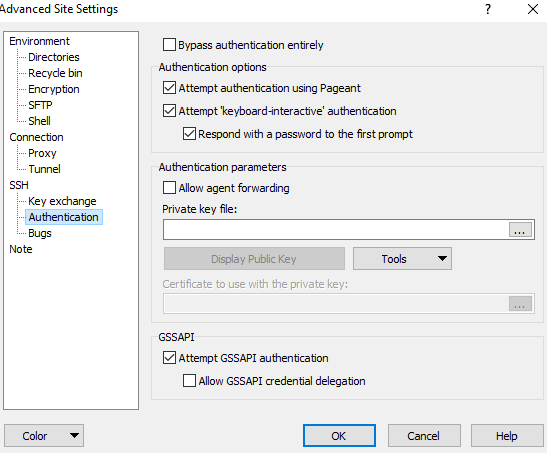 Advanced Site Settings
?
Environment
Directories
Recycle bin
Encryption
SFTP
Shell
Connection
Proxy
Tunnel
SSH
Key exchange
Authentication
Bugs
Note
Bypass authentication entirely
Authentication options
Attempt authentication using Pageant
Attempt 'keyboard-interactive' authentication
Respond with a password to the first prompt
Authentication parameters
Allow agent forwarding
Private key file:
...
Display Public Key
Tools
Certificate to use with the private key:
...
GSSAPI
Attempt GSSAPI authentication
Allow GSSAPI credential delegation
Color
OK
Cancel
Help